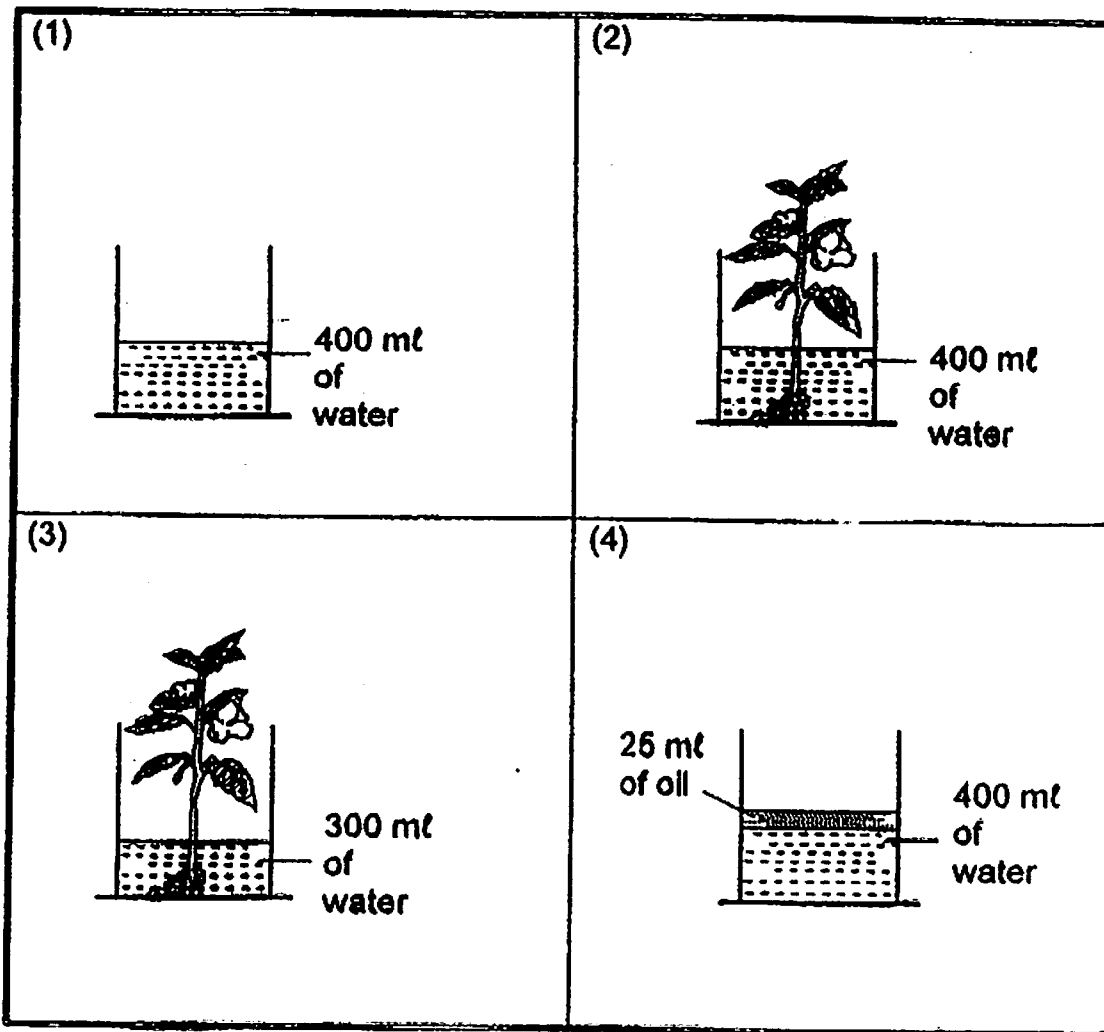 (1)
400 mℓ
of
water
(2)
400 mℓ
of
water
(3)
300 mℓ
of
water
(4)
25 mℓ
of oil
400 mℓ
of
water